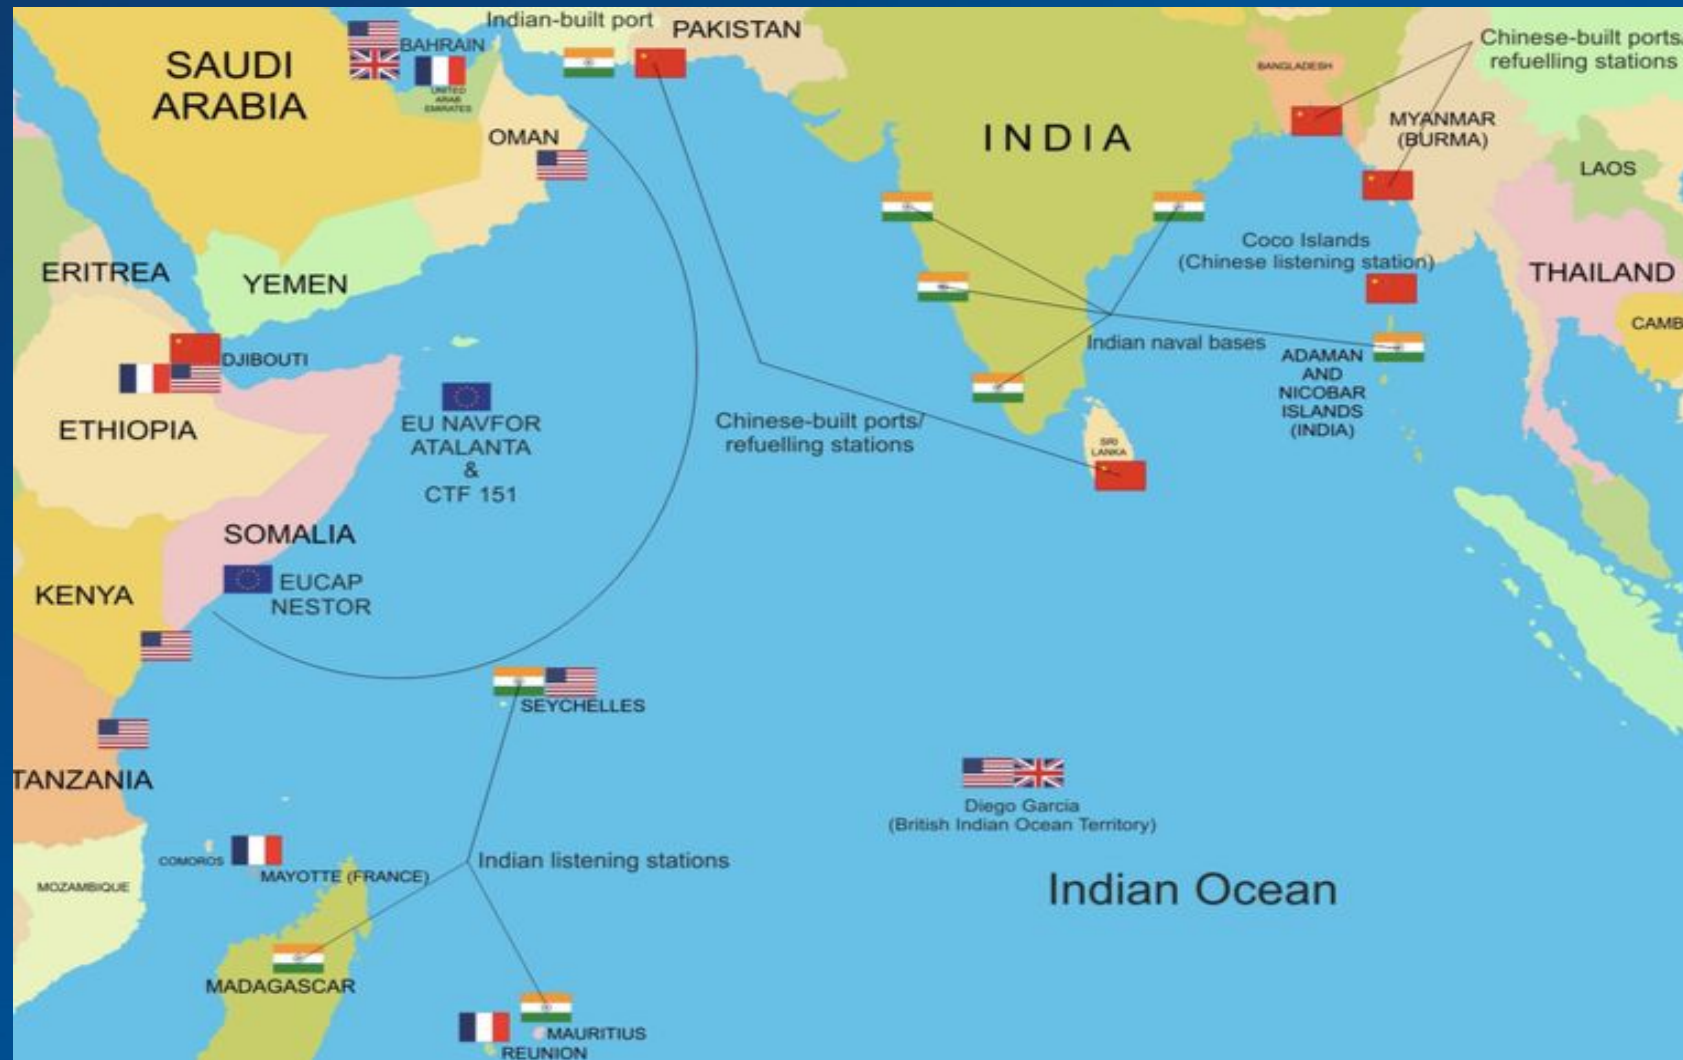 Indian-built port
PAKISTAN
Chinese-built ports/
refuelling stations
BAHRAIN
SAUDI
ARABIA
UNITED
ARAB
EMIRATES
BANGLADESH
OMAN
INDIA
MYANMAR
(BURMA)
LAOS
Coco Islands
(Chinese listening station)
ERITREA
YEMEN
THAILAND
CAMB
Indian naval bases
ADAMAN
AND
NICOBAR
ISLANDS
(INDIA)
DJIBOUTI
ETHIOPIA
EU NAVFOR
ATALANTA
&
CTF 151
Chinese-built ports/
refuelling stations
SRI
LANKA
SOMALIA
EUCAP
NESTOR
KENYA
SEYCHELLES
TANZANIA
Diego Garcia
(British Indian Ocean Territory)
COMOROS
MAYOTTE (FRANCE)
Indian listening stations
MOZAMBIQUE
Indian Ocean
MADAGASCAR
MAURITIUS
REUNION